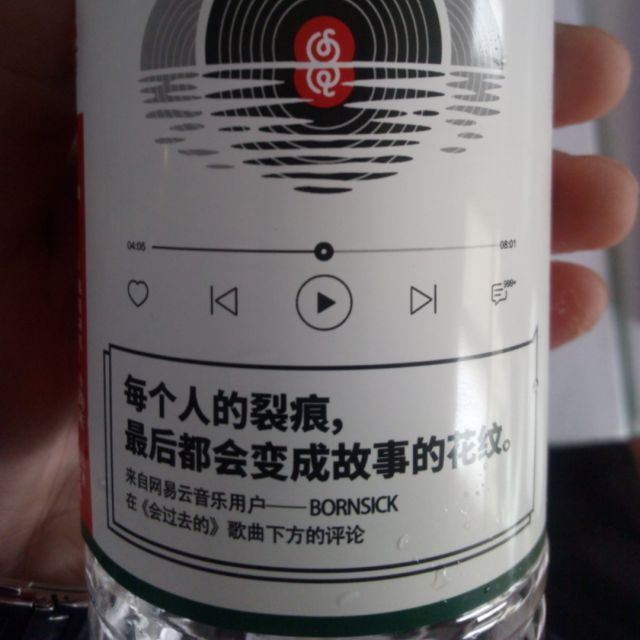 04:05 08:01
999+
每个人的裂痕，
最后都会变成故事的花纹。
来自网易云音乐用户——BORNSICK
在《会过去的》歌曲下方的评论